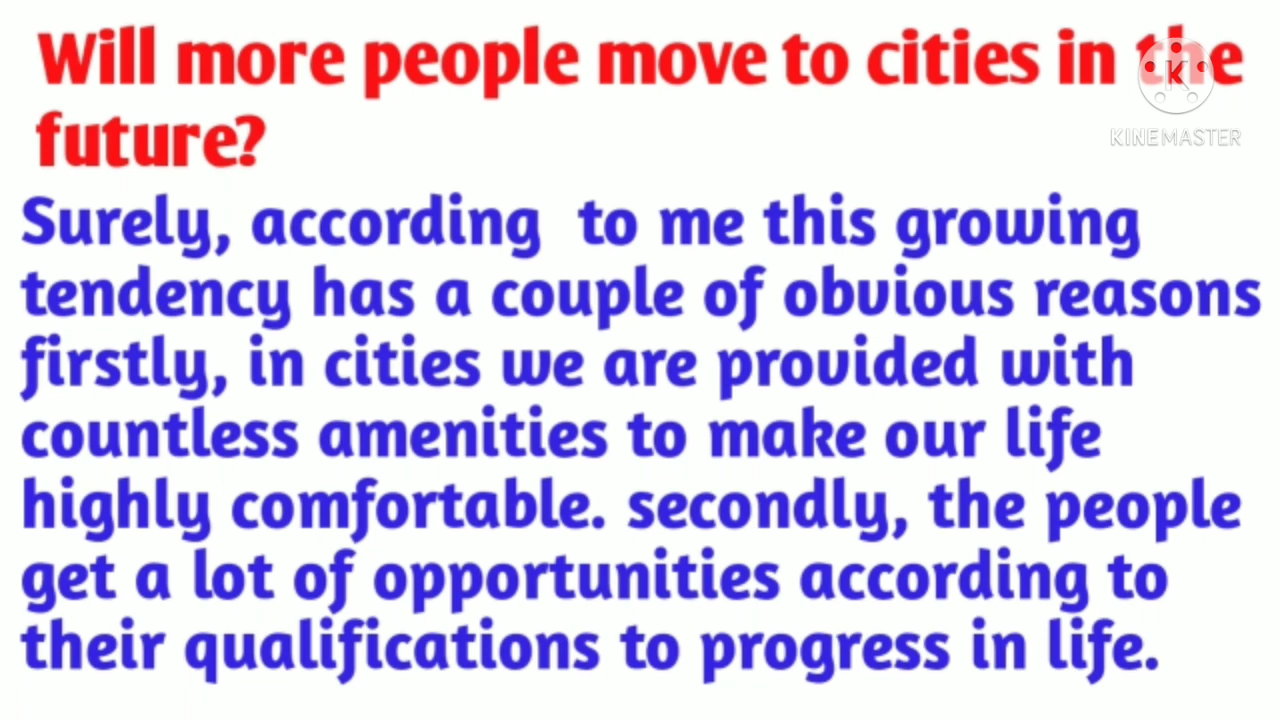 Will more people move to cities in the
future?
KINEMASTER
Surely, according  to me this growing
tendency has a couple of obvious reasons
firstly, in cities we are provided with
countless amenities to make our life
highly comfortable. secondly, the people
get a lot of opportunities according to
their qualifications to progress in life.